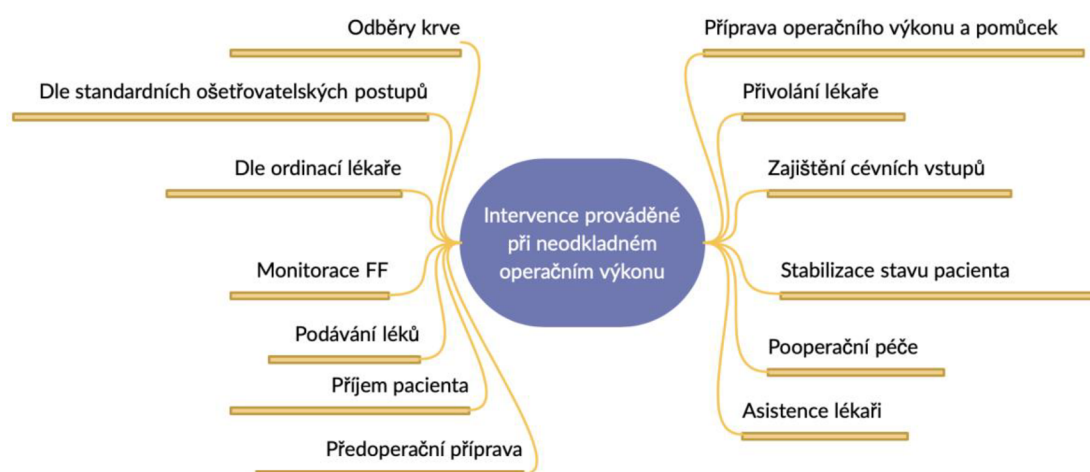 Odběry krve
Dle standardních ošetřovatelských postupů
Dle ordinací lékaře
Monitorace FF
Podávání léků
Příjem pacienta
Předoperační příprava
Intervence prováděné
při neodkladném
operačním výkonu
Příprava operačního výkonu a pomůcek
Přivolání lékaře
Zajištění cévních vstupů
Stabilizace stavu pacienta
Pooperační péče
Asistence lékaři